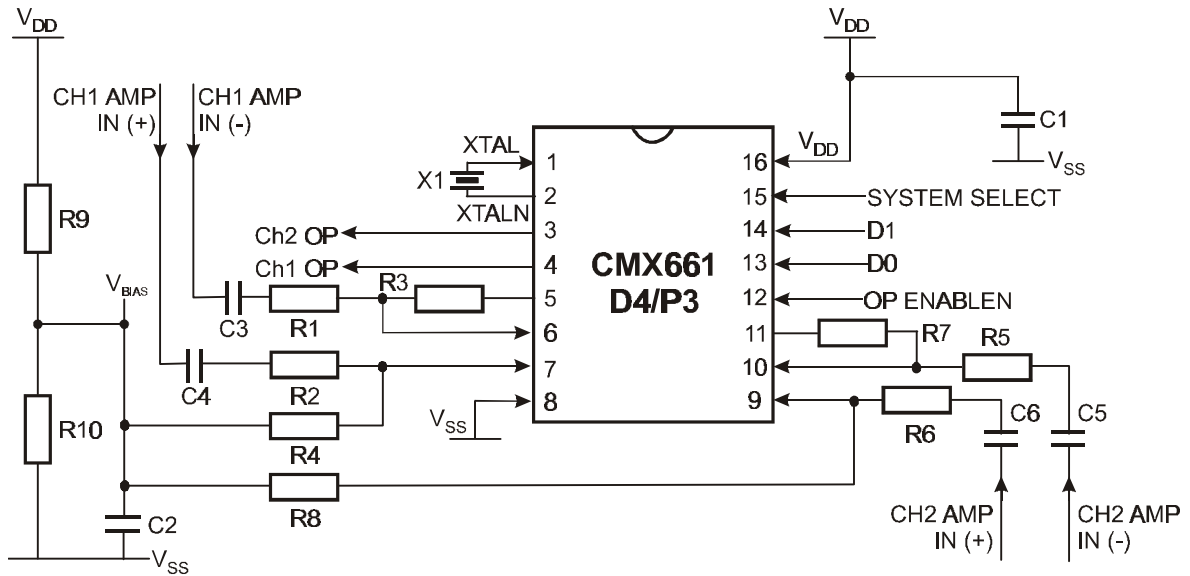 VDD
VDD
CH1 AMP
IN (+)
CH1 AMP
IN (-)
C1
VSS
XTAL
1
16
VDD
X1
2
15
SYSTEM SELECT
XTALN
R9
Ch2 OP
3
14
D1
Ch1 OP
4
CMX661
D4/P3
13
D0
VBIAS
R3
5
12
OP ENABLEN
C3
R1
6
11
R7
R5
C4
R2
7
10
VSS
8
9
R6
C6
C5
R10
R4
R8
C2
VSS
CH2 AMP
IN (+)
CH2 AMP
IN (-)